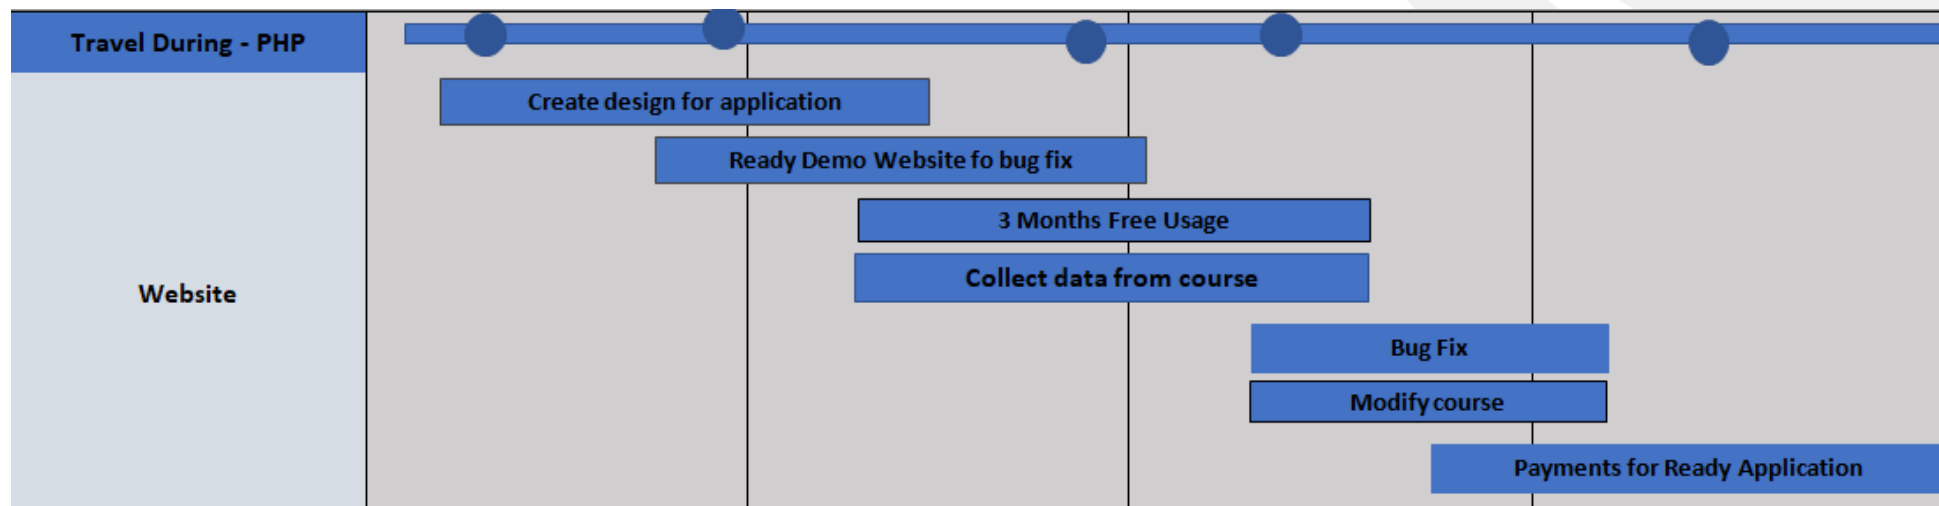 Travel During - PHP
Create design for application
Ready Demo Website fo bug fix
3 Months Free Usage
Collect data from course
Website
Bug Fix
Modify course
Payments for Ready Application